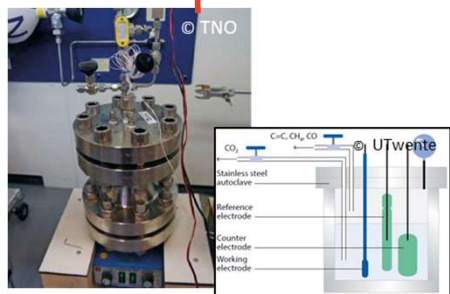 © TNO
C=C, CH₄, CO
© UTwente
CO₂
Stainless steel
autoclave
Reference
electrode
Counter
electrode
Working
electrode